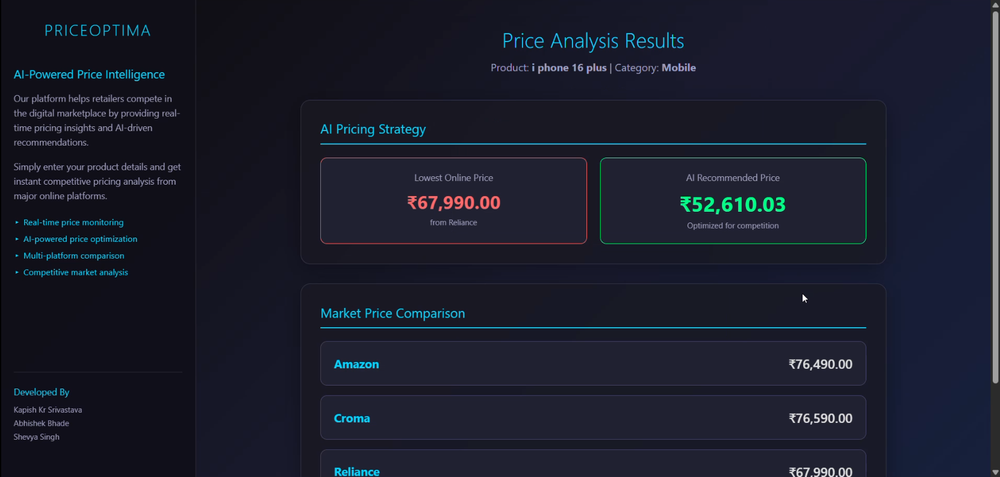 PRICEOPTIMA
AI-Powered Price Intelligence
Our platform helps retailers compete in
the digital marketplace by providing real-
time pricing insights and AI-driven
recommendations.
Simply enter your product details and get
instant competitive pricing analysis from
major online platforms.
‣ Real-time price monitoring
‣ AI-powered price optimization
‣ Multi-platform comparison
‣ Competitive market analysis
Developed By
Kapish Kr Srivastava
Abhishek Bhade
Shevya Singh
Price Analysis Results
Product: i phone 16 plus | Category: Mobile
AI Pricing Strategy
Lowest Online Price
₹67,990.00
from Reliance
AI Recommended Price
₹52,610.03
Optimized for competition
Market Price Comparison
Amazon ₹76,490.00
Croma ₹76,590.00
Reliance ₹67,990.00